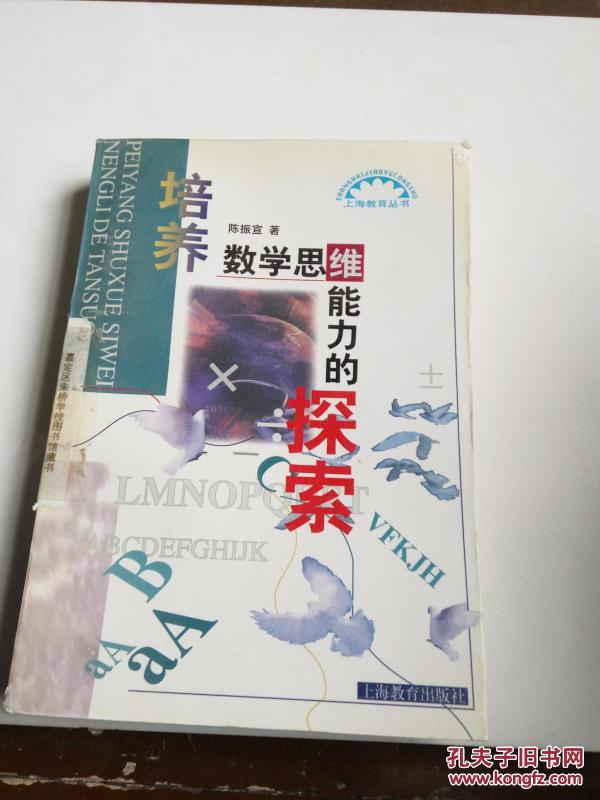 PEIYANG SHUXUE SIWEI
NENGLI DE TANSUO
培养
SHANGHAIJIAOYUCONGSHU
上海教育丛书
陈振宣 著
数学思维
能力的
探索
嘉定区朱桥学校图书馆藏书
×
÷
−
±
LMNOPQRST
ABCDEFGHIJK
VFKJH
B
aA
aA
上海教育出版社
孔夫子旧书网
www.kongfz.com